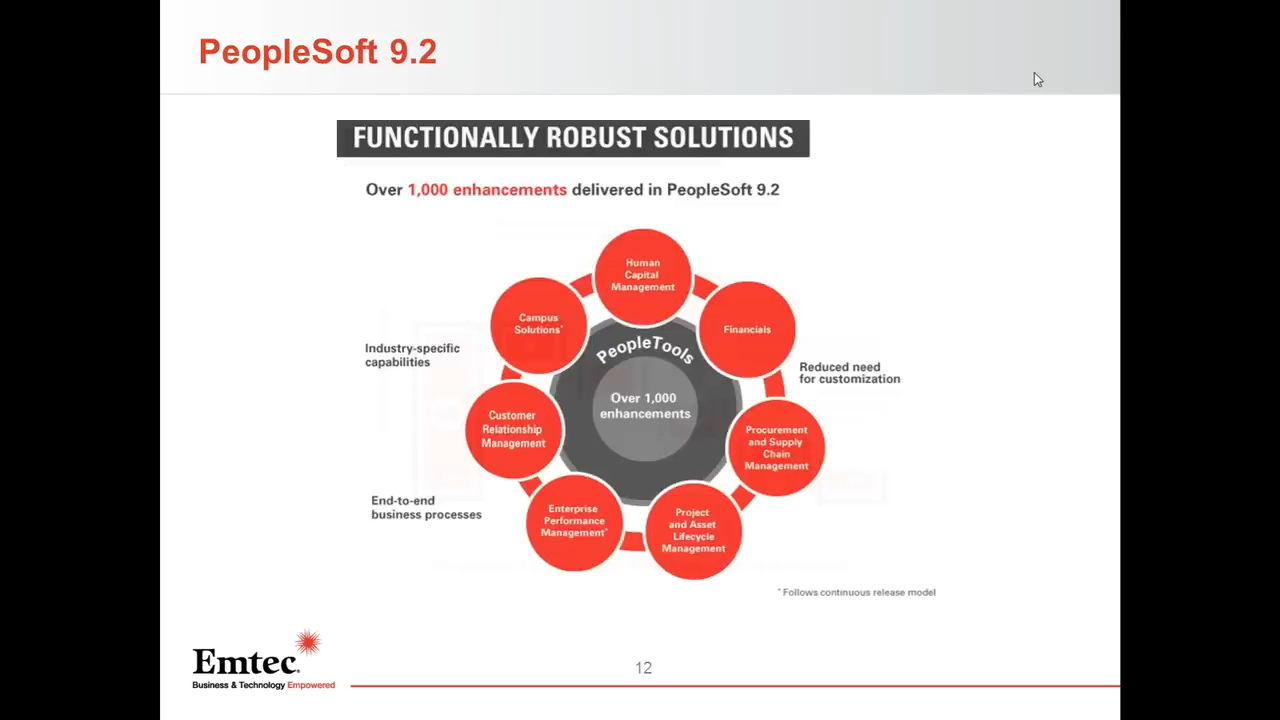 PeopleSoft 9.2
FUNCTIONALLY ROBUST SOLUTIONS
Over 1,000 enhancements delivered in PeopleSoft 9.2
Human
Capital
Management
Campus
Solutions*
Financials
PeopleTools
Over 1,000
enhancements
Industry-specific
capabilities
Reduced need
for customization
Customer
Relationship
Management
Procurement
and Supply
Chain
Management
End-to-end
business processes
Enterprise
Performance
Management*
Project
and Asset
Lifecycle
Management
* Follows continuous release model
Emtec
Business & Technology Empowered
12